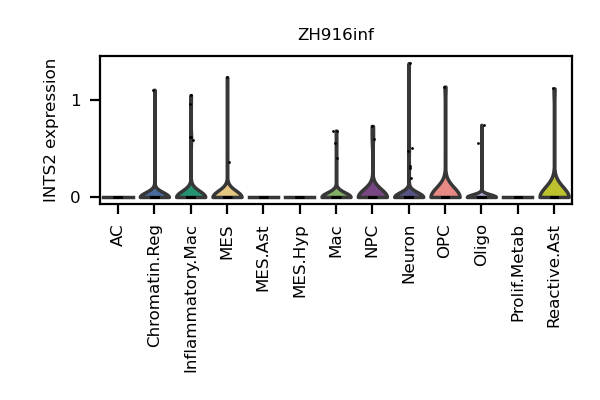 ZH916inf
INTS2 expression
1
0
AC
Chromatin.Reg
Inflammatory.Mac
MES
MES.Ast
MES.Hyp
Mac
NPC
Neuron
OPC
Oligo
Prolif.Metab
Reactive.Ast